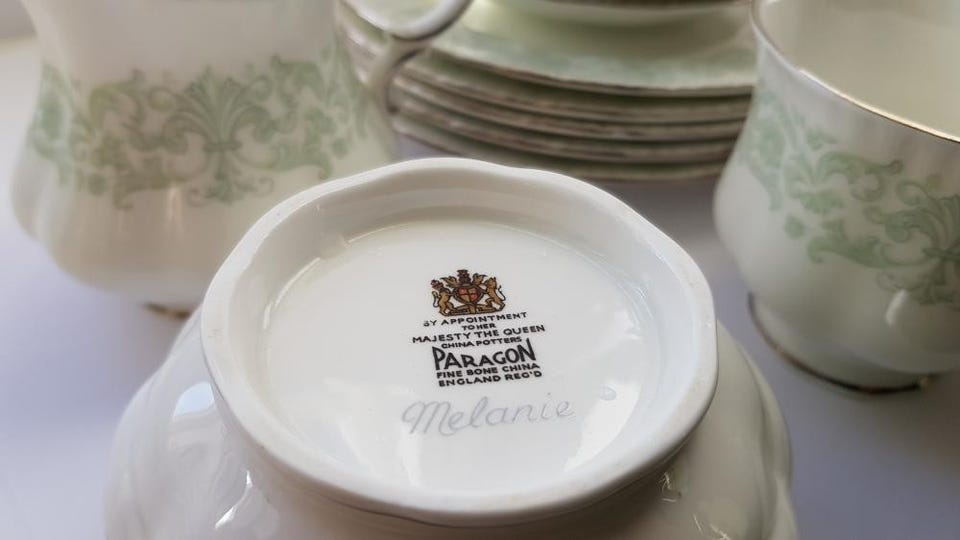 BY APPOINTMENT
TO HER
MAJESTY THE QUEEN
CHINA POTTERS
PARAGON
FINE BONE CHINA
ENGLAND REG'D
Melanie